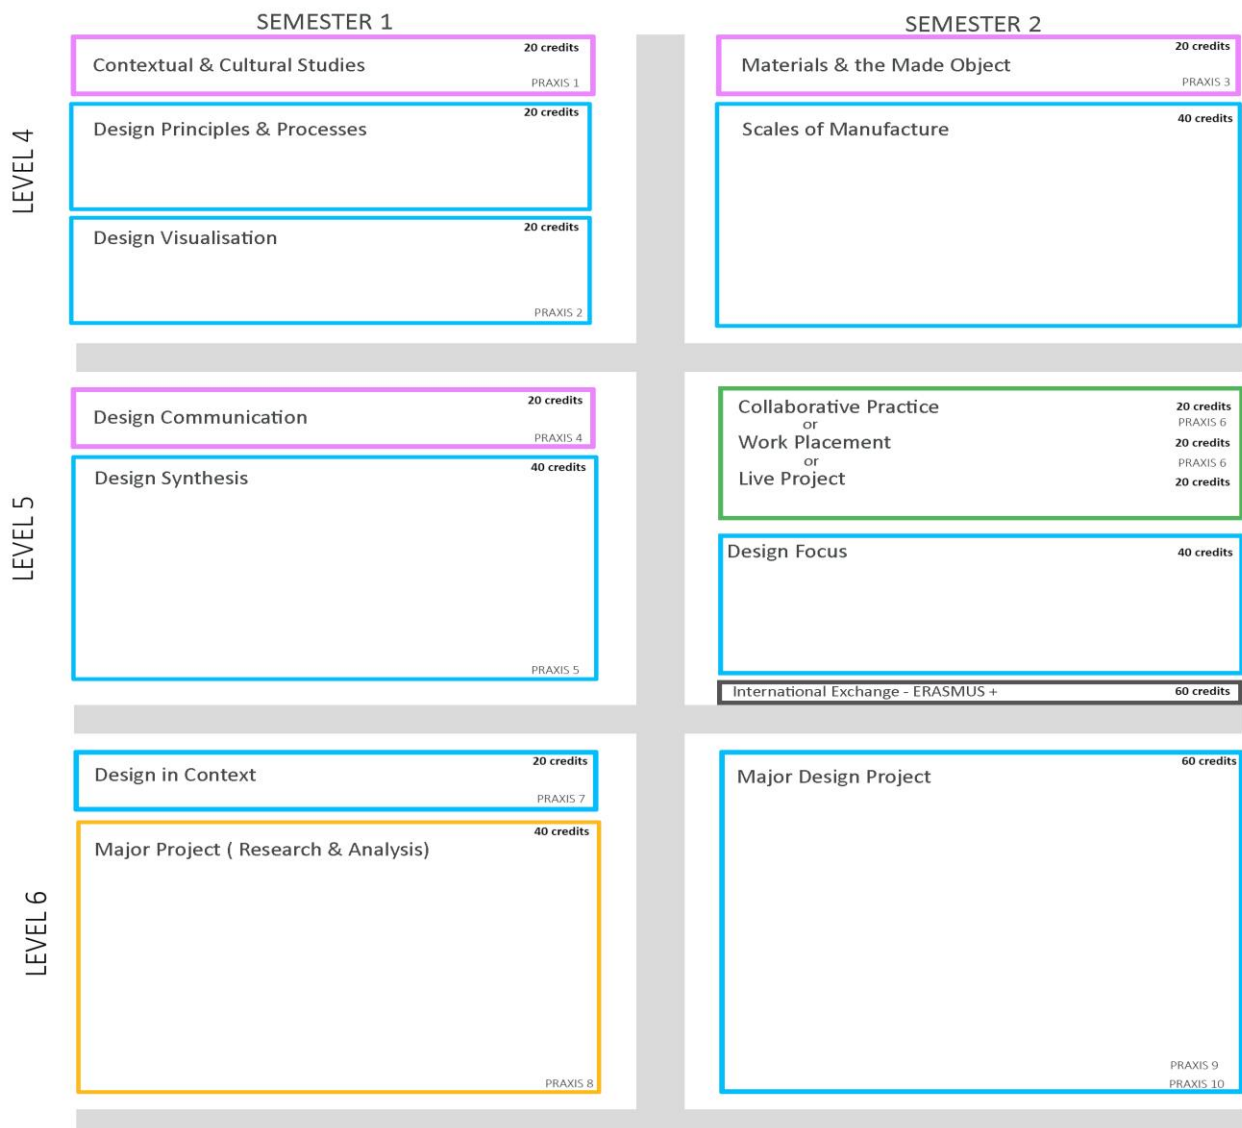 SEMESTER 1
SEMESTER 2
LEVEL 4
20 credits
Contextual & Cultural Studies
PRAXIS 1
20 credits
Design Principles & Processes
20 credits
Design Visualisation
PRAXIS 2
20 credits
Materials & the Made Object
PRAXIS 3
40 credits
Scales of Manufacture
LEVEL 5
20 credits
Design Communication
PRAXIS 4
40 credits
Design Synthesis
PRAXIS 5
Collaborative Practice 20 credits
or PRAXIS 6
Work Placement 20 credits
or PRAXIS 6
Live Project 20 credits
Design Focus 40 credits
International Exchange - ERASMUS + 60 credits
LEVEL 6
20 credits
Design in Context
PRAXIS 7
40 credits
Major Project ( Research & Analysis)
PRAXIS 8
60 credits
Major Design Project
PRAXIS 9
PRAXIS 10